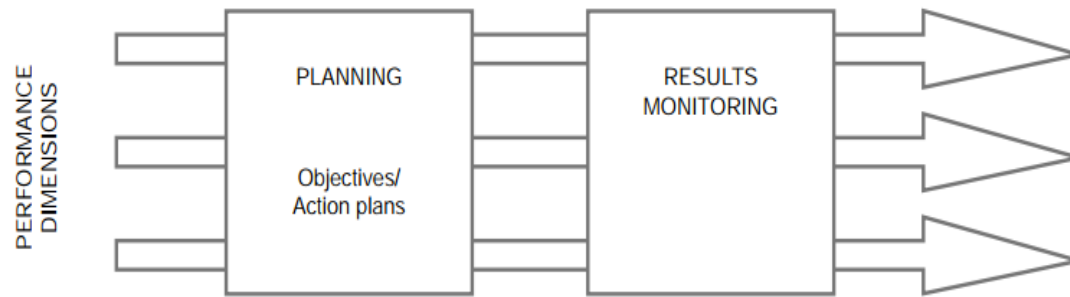 PERFORMANCE
DIMENSIONS
PLANNING
Objectives/
Action plans
RESULTS
MONITORING